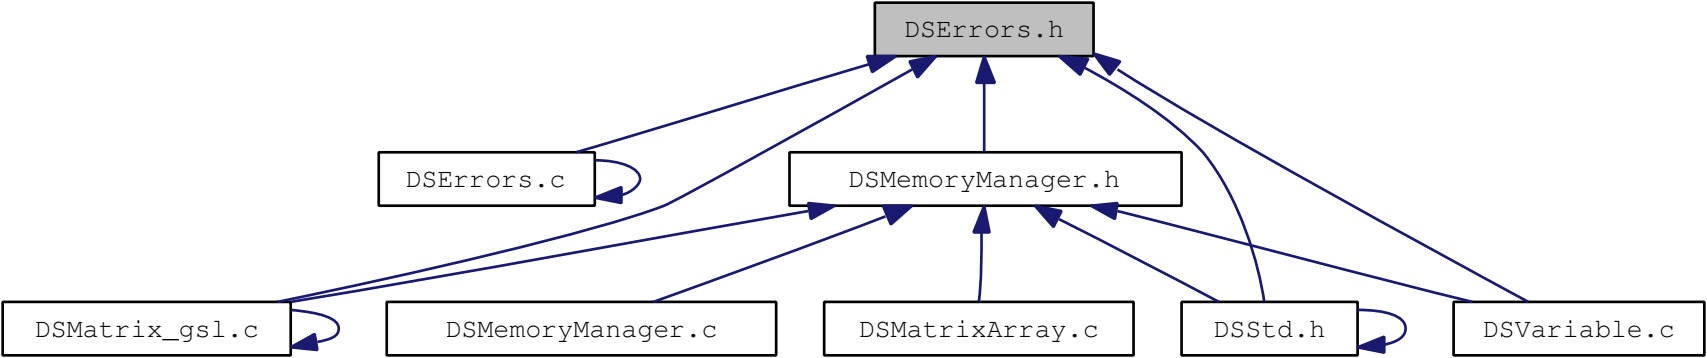 DSErrors.h
DSErrors.c
DSMemoryManager.h
DSMatrix_gsl.c
DSMemoryManager.c
DSMatrixArray.c
DSStd.h
DSVariable.c